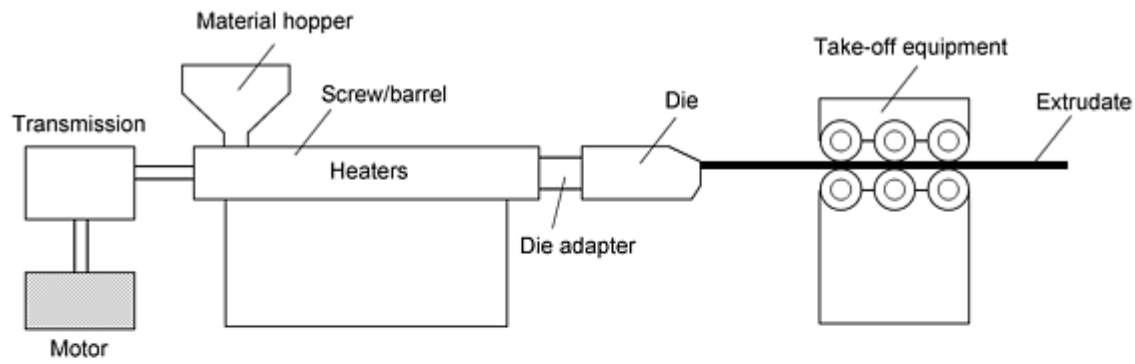 Material hopper
Take-off equipment
Screw/barrel
Die
Extrudate
Transmission
Heaters
Die adapter
Motor